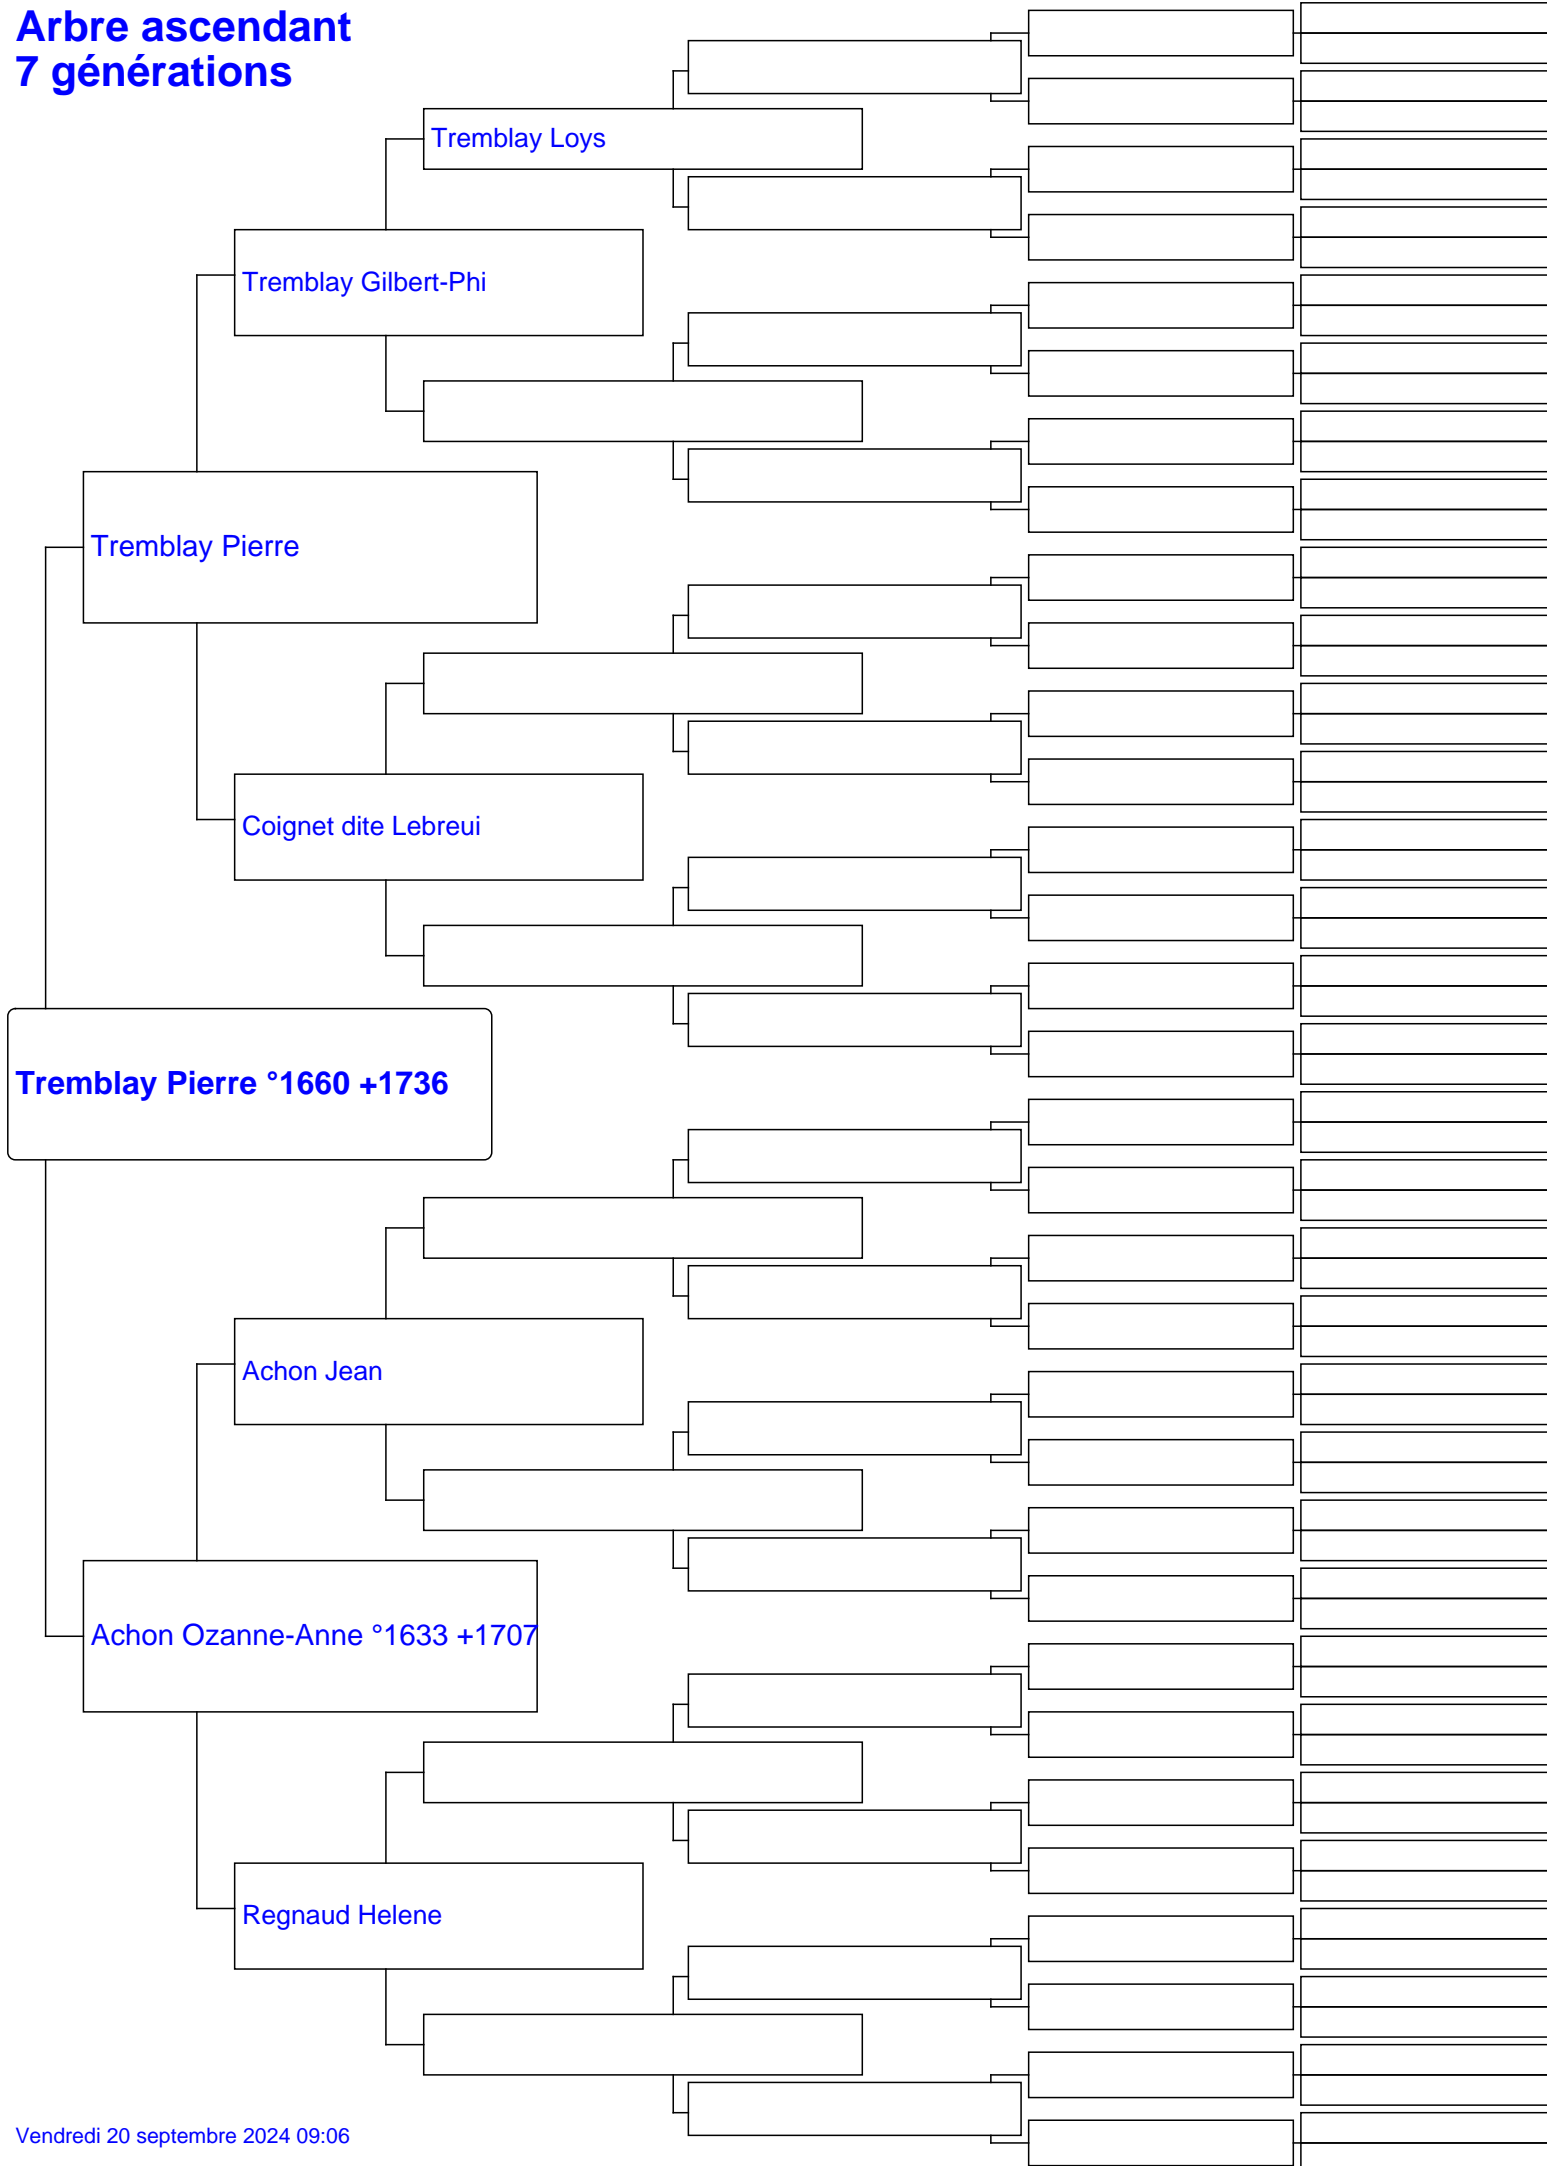 Arbre ascendant
7 générations
Tremblay Loys
Tremblay Gilbert-Phi
Tremblay Pierre
Coignet dite Lebreui
Tremblay Pierre °1660 +1736
Achon Jean
Achon Ozanne-Anne °1633 +1707
Regnaud Helene
Vendredi 20 septembre 2024 09:06